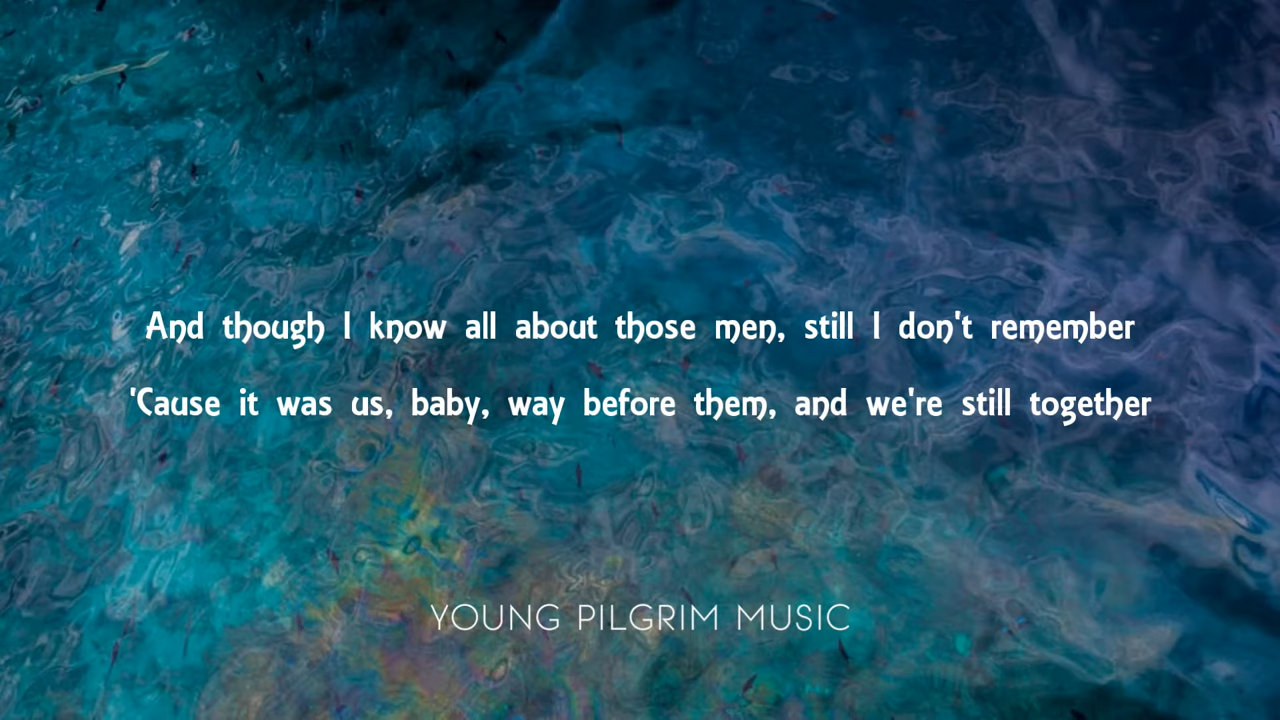 And though I know all about those men, still I don't remember
'Cause it was us, baby, way before them, and we're still together
YOUNG PILGRIM MUSIC